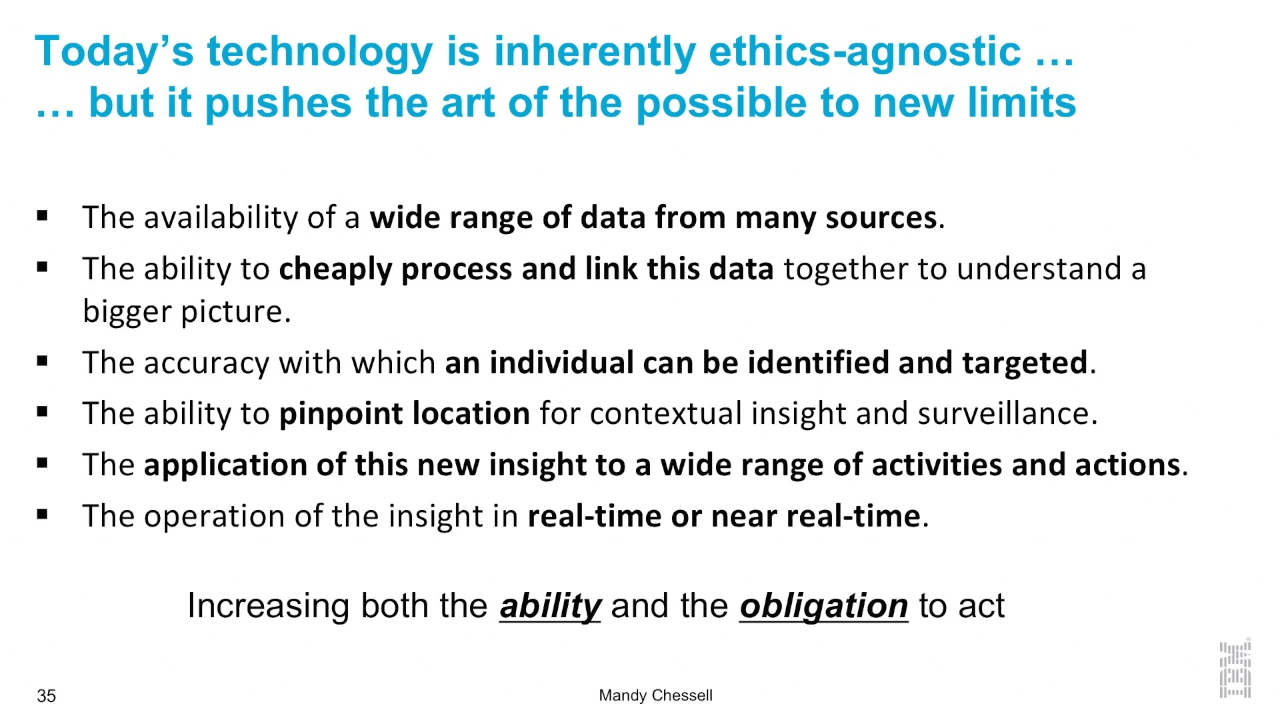 Today’s technology is inherently ethics-agnostic …
… but it pushes the art of the possible to new limits
▪ The availability of a wide range of data from many sources.
▪ The ability to cheaply process and link this data together to understand a
bigger picture.
▪ The accuracy with which an individual can be identified and targeted.
▪ The ability to pinpoint location for contextual insight and surveillance.
▪ The application of this new insight to a wide range of activities and actions.
▪ The operation of the insight in real-time or near real-time.
Increasing both the ability and the obligation to act
35
Mandy Chessell
IBM®